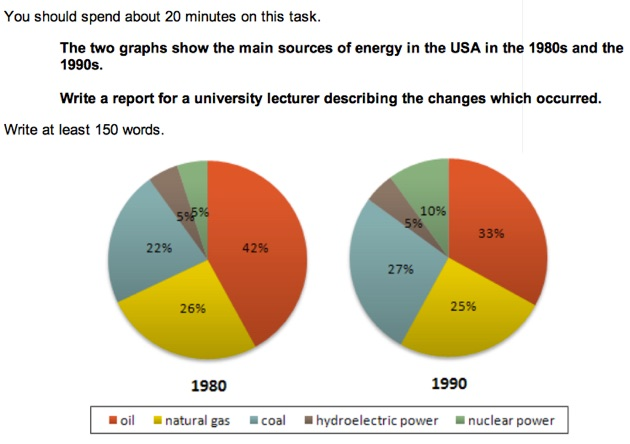 You should spend about 20 minutes on this task.
The two graphs show the main sources of energy in the USA in the 1980s and the
1990s.
Write a report for a university lecturer describing the changes which occurred.
Write at least 150 words.
5% 5% 10% 5%
42% 33%
22% 27%
26% 25%
1980 1990
oil natural gas coal hydroelectric power nuclear power